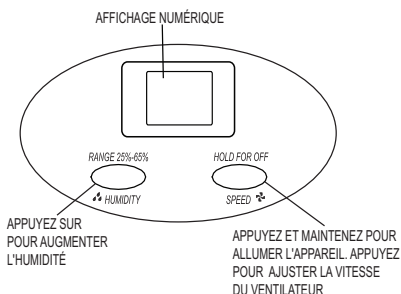 AFFICHAGE NUMÉRIQUE
RANGE 25%-65%
HOLD FOR OFF
HUMIDITY
SPEED
APPUYEZ SUR
POUR AUGMENTER
L'HUMIDITÉ
APPUYEZ ET MAINTENEZ POUR
ALLUMER L'APPAREIL. APPUYEZ
POUR AJUSTER LA VITESSE
DU VENTILATEUR